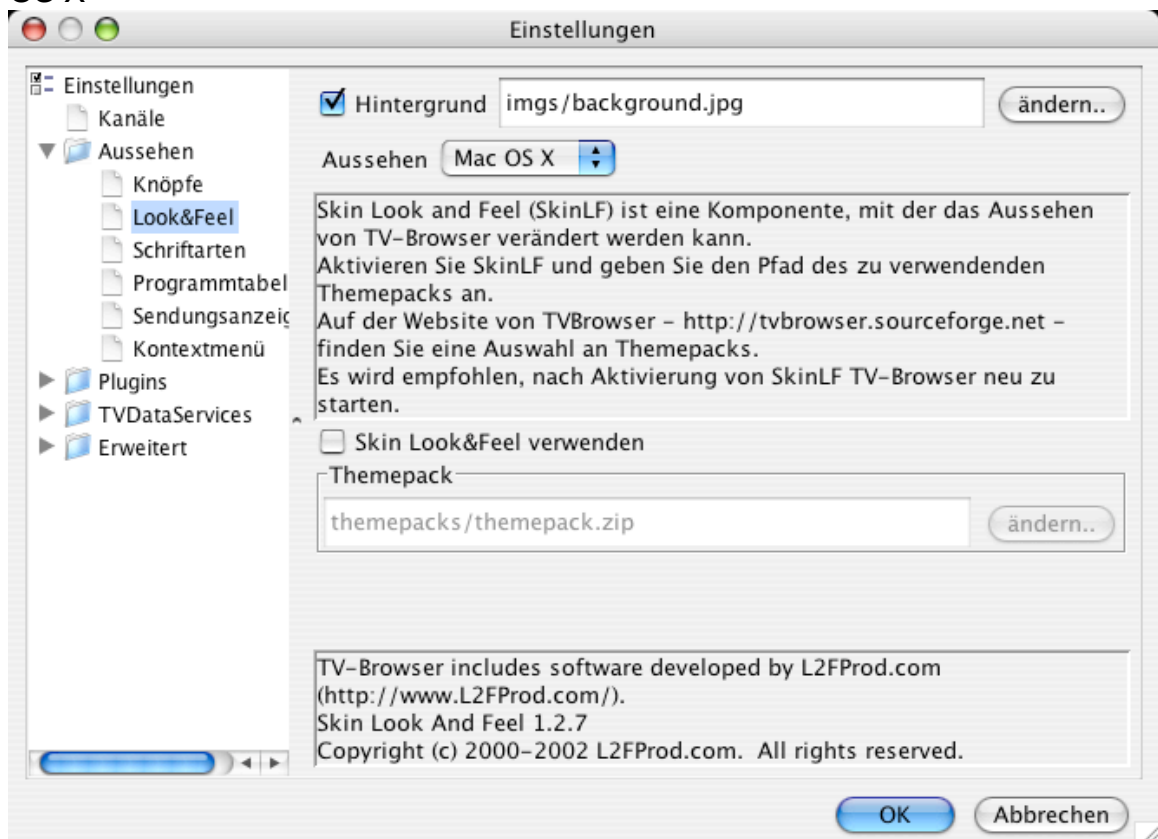 Einstellungen
Einstellungen
Kanäle
Aussehen
Knöpfe
Look&Feel
Schriftarten
Programmtabel
Sendungsanzeig
Kontextmenü
Plugins
TVDataServices
Erweitert
Hintergrund imgs/background.jpg ändern..
Aussehen Mac OS X
Skin Look and Feel (SkinLF) ist eine Komponente, mit der das Aussehen
von TV-Browser verändert werden kann.
Aktivieren Sie SkinLF und geben Sie den Pfad des zu verwendenden
Themepacks an.
Auf der Website von TVBrowser - http://tvbrowser.sourceforge.net -
finden Sie eine Auswahl an Themepacks.
Es wird empfohlen, nach Aktivierung von SkinLF TV-Browser neu zu
starten.
Skin Look&Feel verwenden
Themepack
themepacks/themepack.zip ändern..
TV-Browser includes software developed by L2FProd.com
(http://www.L2FProd.com/).
Skin Look And Feel 1.2.7
Copyright (c) 2000-2002 L2FProd.com.  All rights reserved.
OK Abbrechen